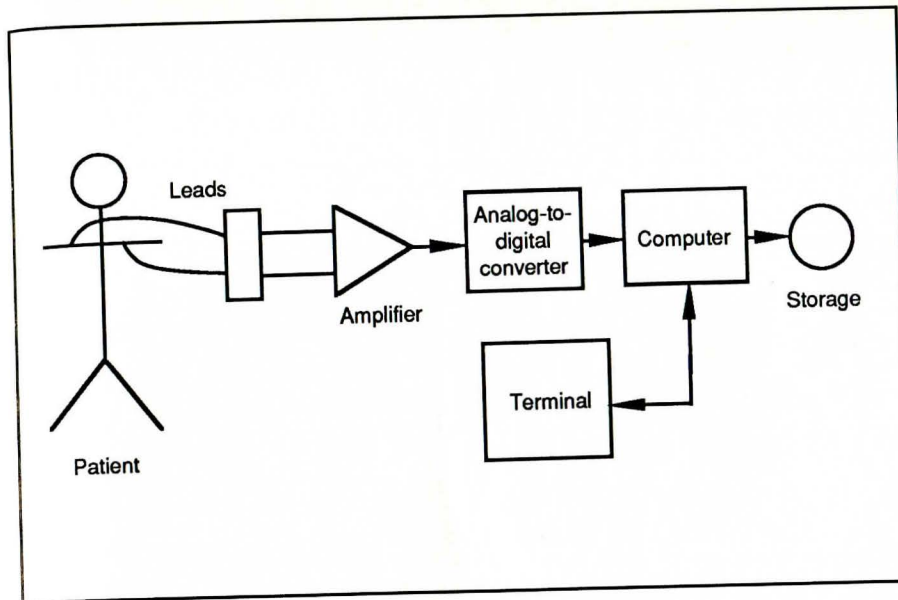 Leads
Analog-to-
digital
converter
Computer
Amplifier
Storage
Terminal
Patient